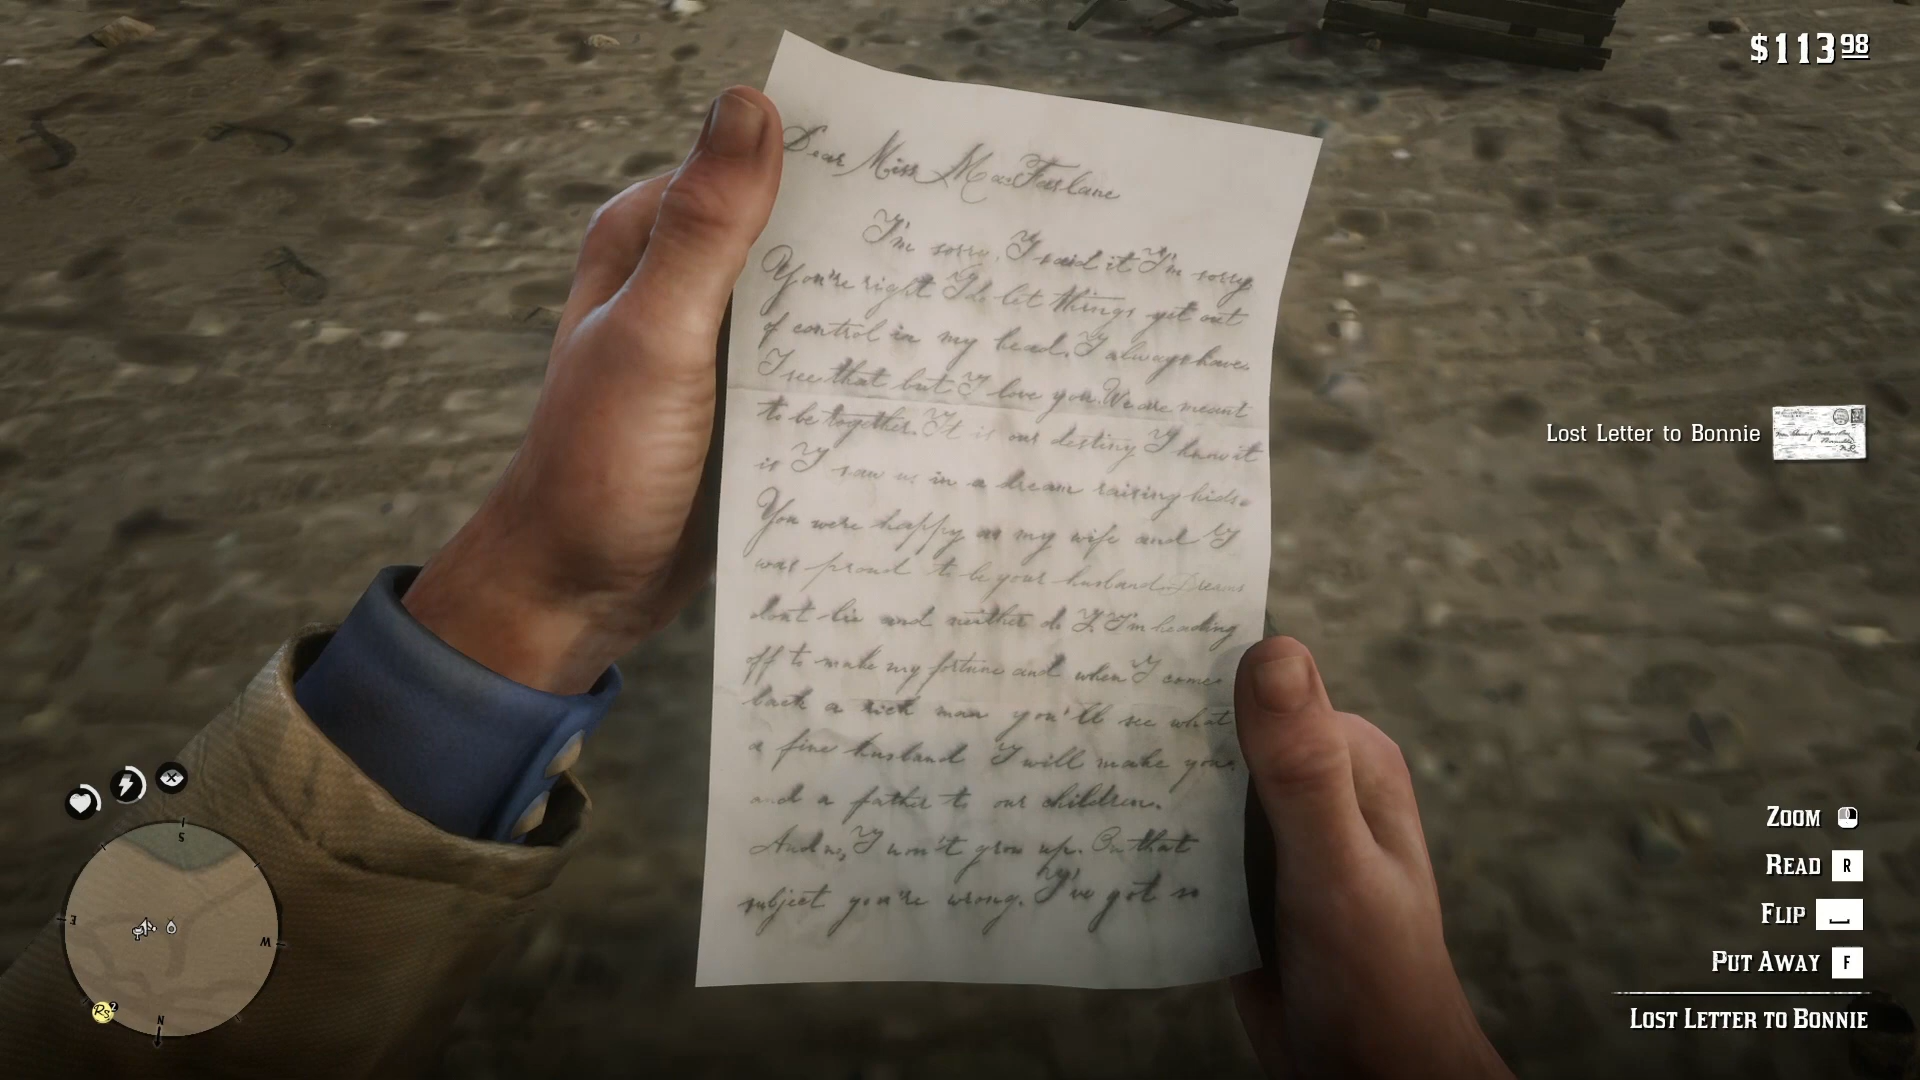 $113 98
Dear Miss MacFarlane
I'm sorry, I said it I'm sorry
You're right I do let things get out
of control in my head. I always have.
I see that but I love you. We are meant
to be together. It is our destiny I know it
is I saw us in a dream raising kids.
You were happy as my wife and I
was proud to be your husband. Dreams
dont lie and neither do I. I'm heading
off to make my fortune and when I come
back a rich man you'll see what
a fine husband I will make you
and a father to our children.
And no, I won't grow up. On that
subject you're wrong. I've got so
Lost Letter to Bonnie
ZOOM
READ R
FLIP
PUT AWAY F
LOST LETTER TO BONNIE
S
E
W
N
RS 2